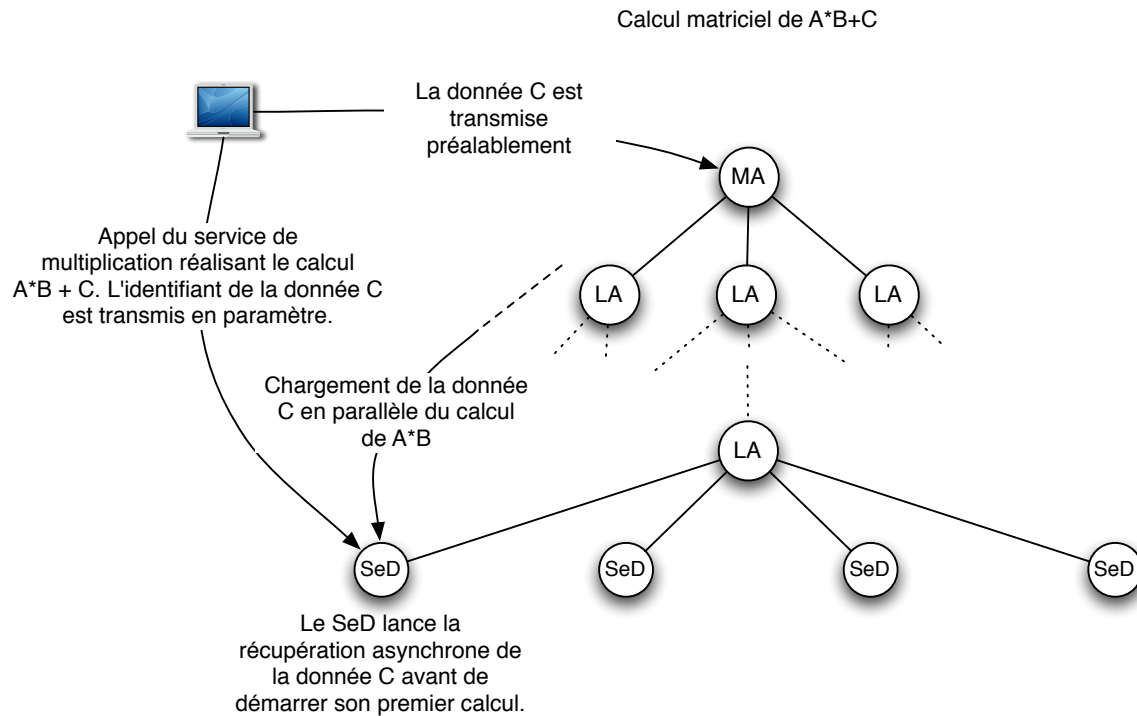 Calcul matriciel de A*B+C
La donnée C est
transmise
préalablement
MA
Appel du service de
multiplication réalisant le calcul
A*B + C. L'identifiant de la donnée C
est transmis en paramètre.
LA
LA
LA
Chargement de la donnée
C en parallèle du calcul
de A*B
LA
SeD
SeD
SeD
SeD
Le SeD lance la
récupération asynchrone de
la donnée C avant de
démarrer son premier calcul.